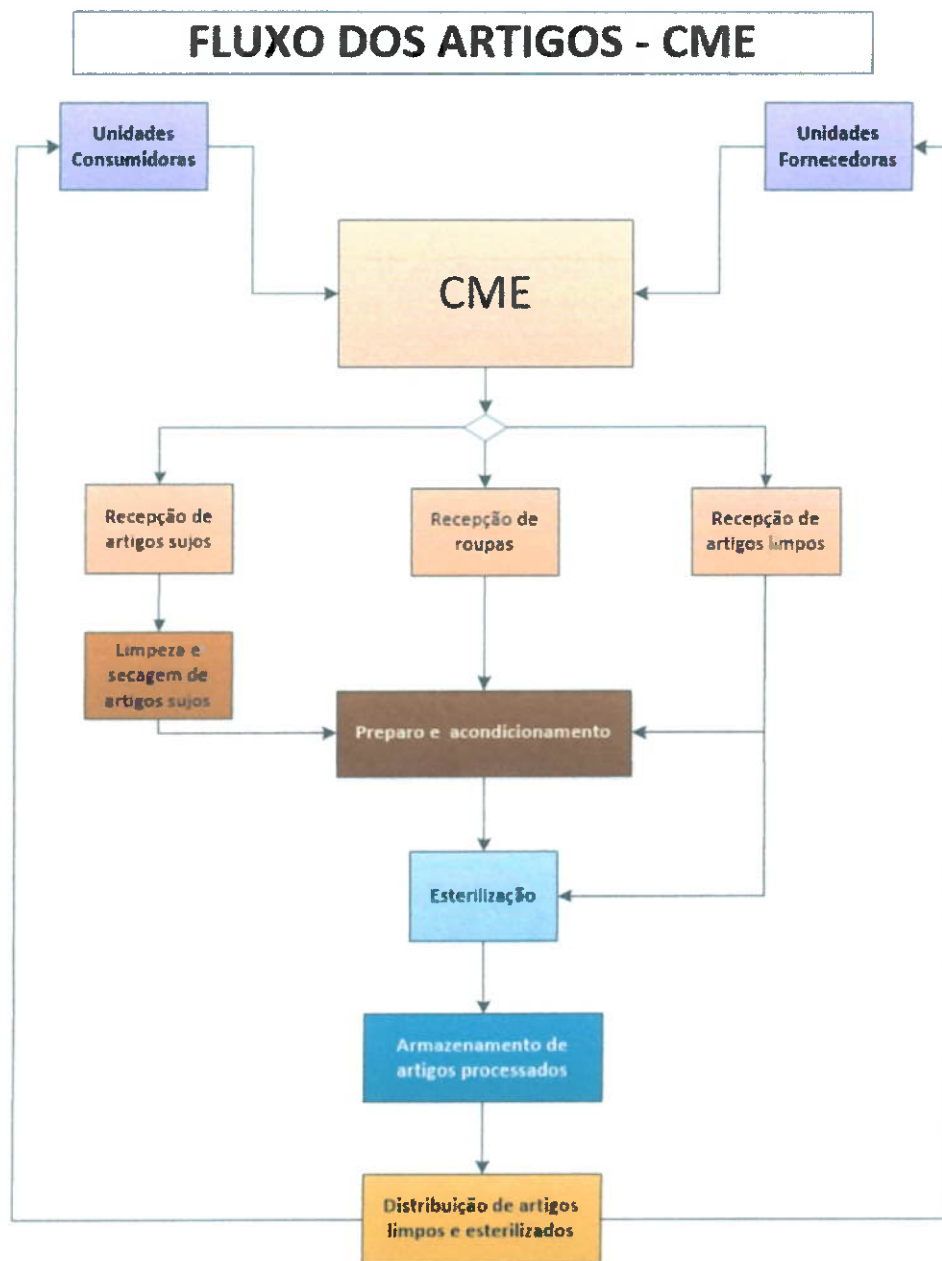 FLUXO DOS ARTIGOS - CME
Unidades
Consumidoras
Unidades
Fornecedoras
CME
Recepção de
artigos sujos
Recepção de
roupas
Recepção de
artigos limpos
Limpeza e
secagem de
artigos sujos
Preparo e acondicionamento
Esterilização
Armazenamento de
artigos processados
Distribuição de artigos
limpos e esterilizados